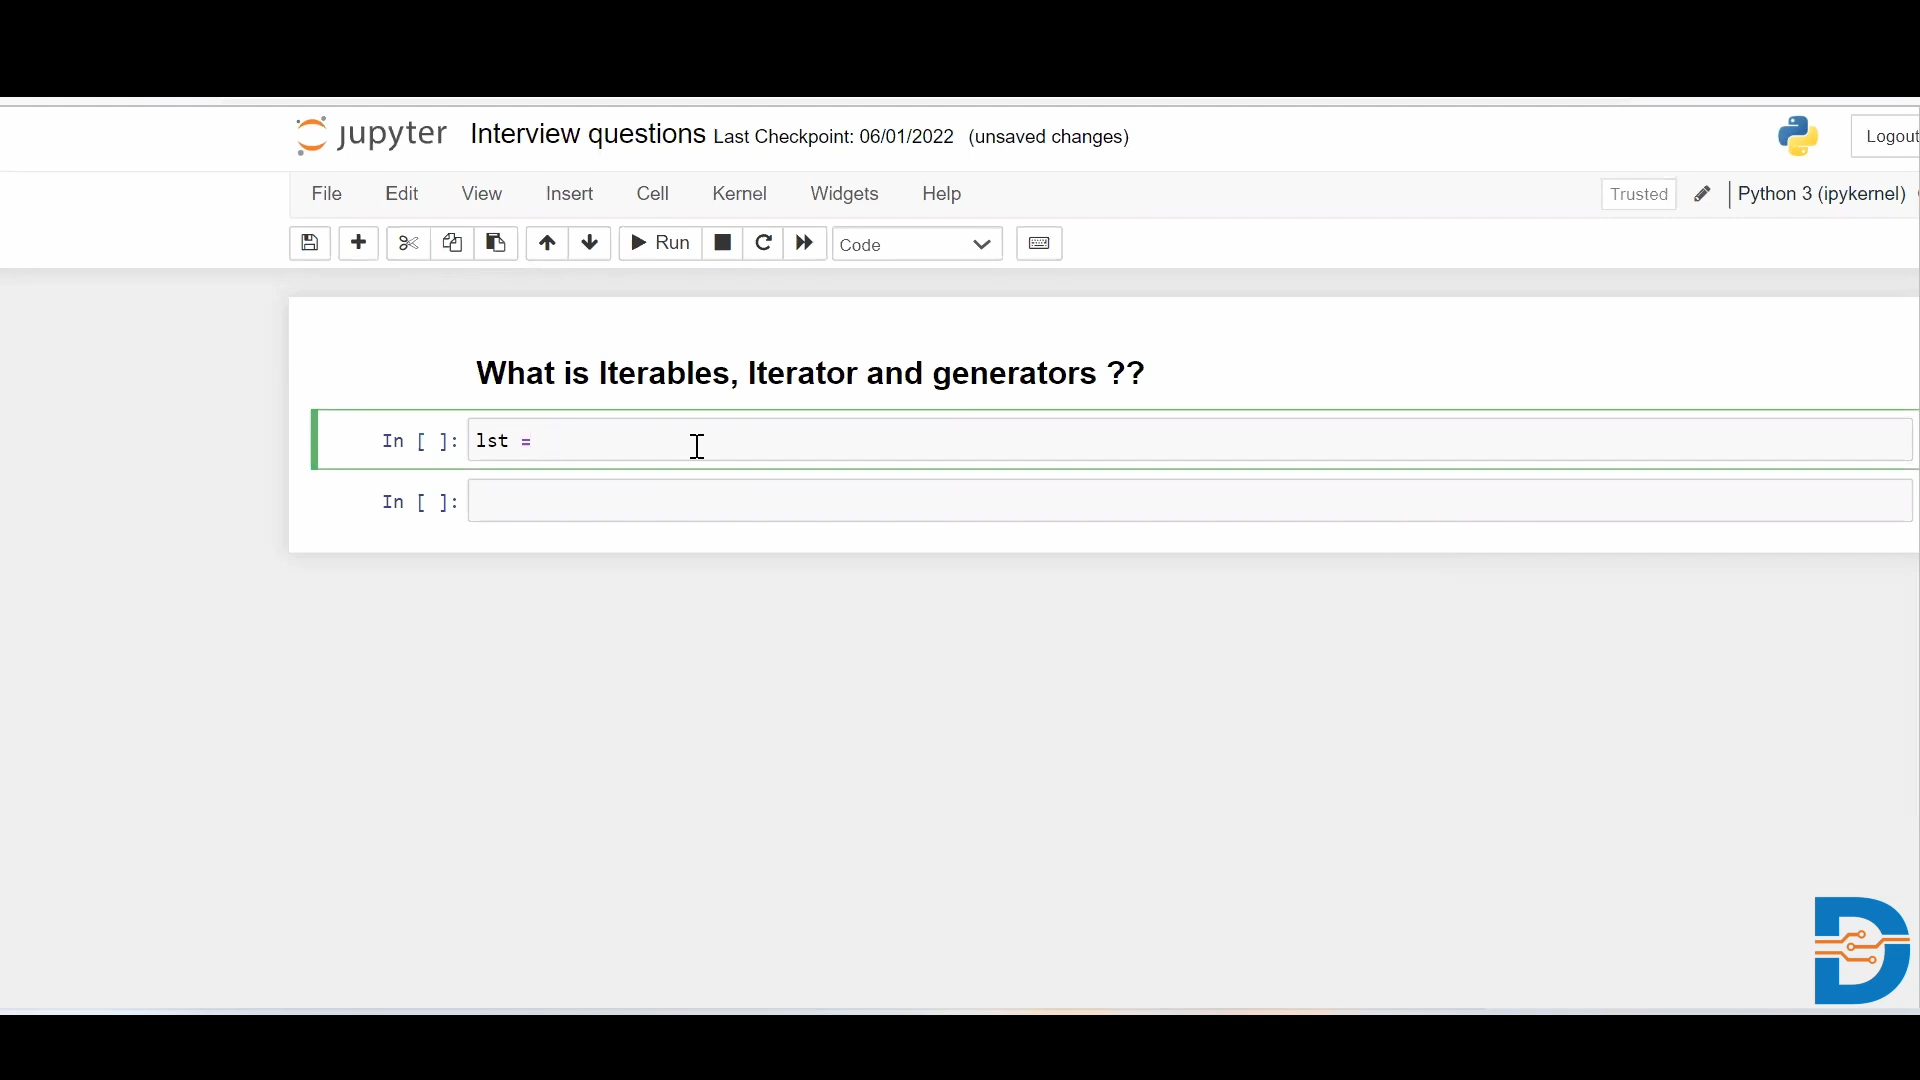 jupyter Interview questions Last Checkpoint: 06/01/2022 (unsaved changes)
Logout
File Edit View Insert Cell Kernel Widgets Help
Trusted Python 3 (ipykernel)
Run Code
What is Iterables, Iterator and generators ??
In [ ]: lst =
In [ ]: